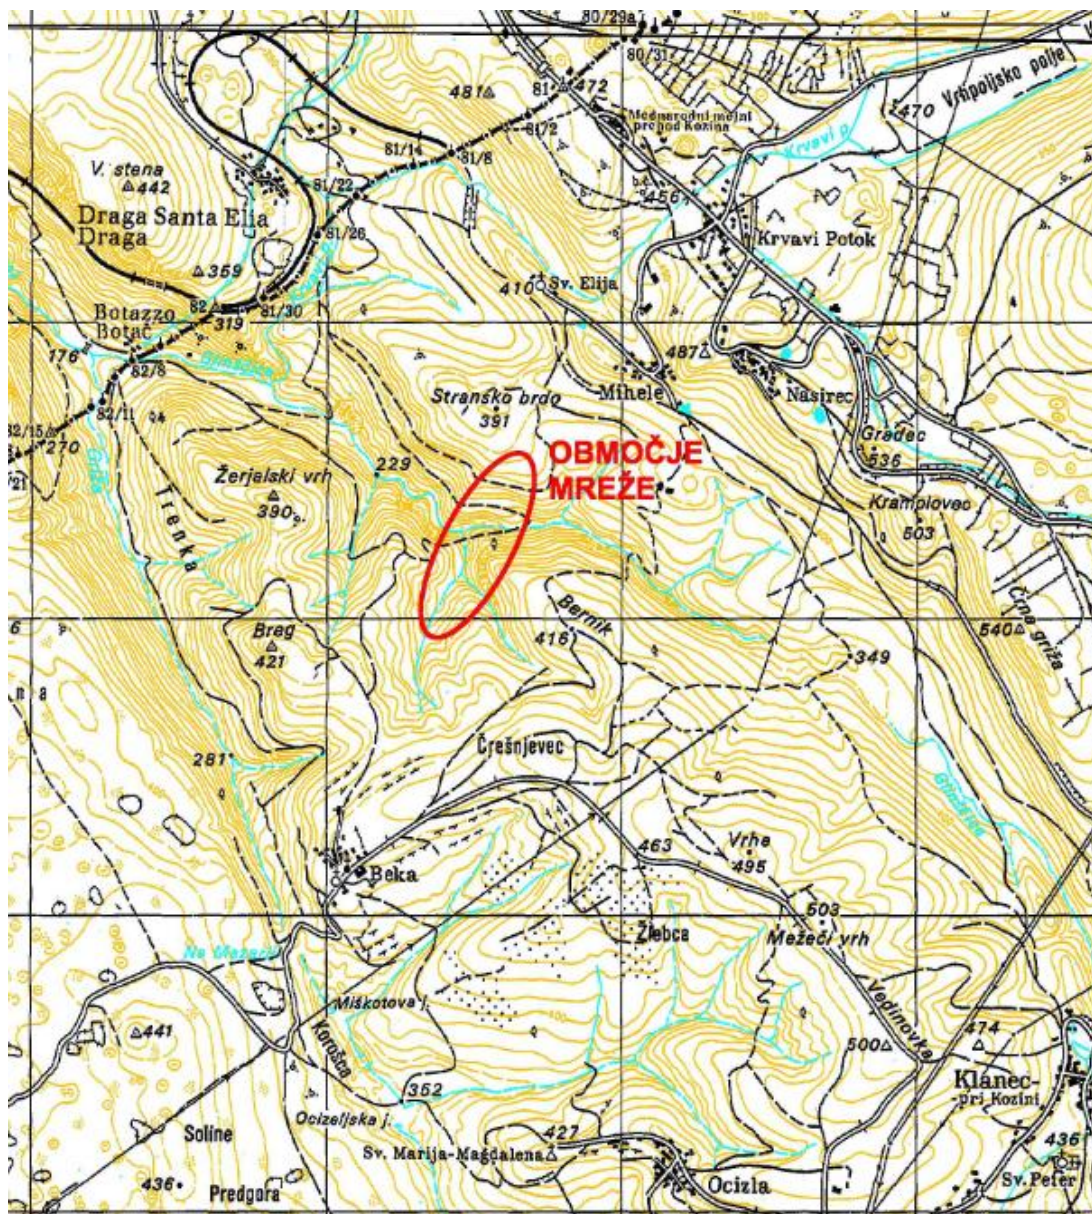 80/29a
80/31
481
81
472
Mednarodni mejni
prehod Kozina
470
Vrhpoljsko polje
Krvavi p.
81/2
81/14
81/8
V. stena
442
81/22
456
Draga Santa Elia
Draga
81/26
Krvavi Potok
359
410
Sv. Elija
82
319
81/30
Botazzo
Botač
176
82/8
487
Mihele
Nasirec
Stransko brdo
391
82/11
82/15
270
Gradec
536
OBMOČJE
MREŽE
Žerjalski vrh
390
229
Kramplovec
503
Griža
Trenka
Bernik
416
Breg
421
540
Črna griža
349
281
Črešnjevec
Glinščica
463
Vrhe
495
Beka
503
Mežeči vrh
Žlebca
Miškotova j.
441
Korošca
Vedinovka
474
500
Klanec-
-pri Kozini
352
Ocizeljska j.
Soline
427
Sv. Marija-Magdalena
436
Sv. Peter
Ocizla
436
Predgora